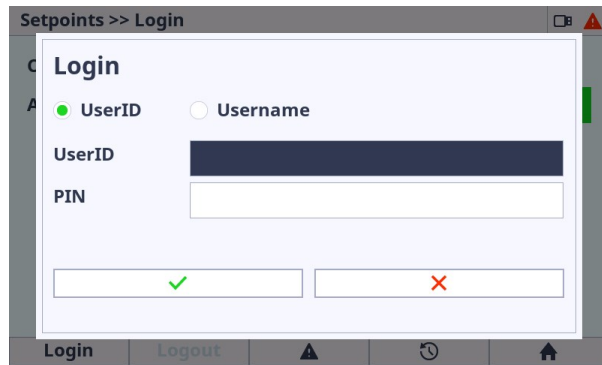 Setpoints >> Login
Login
UserID
Username
UserID
PIN
Login
Logout